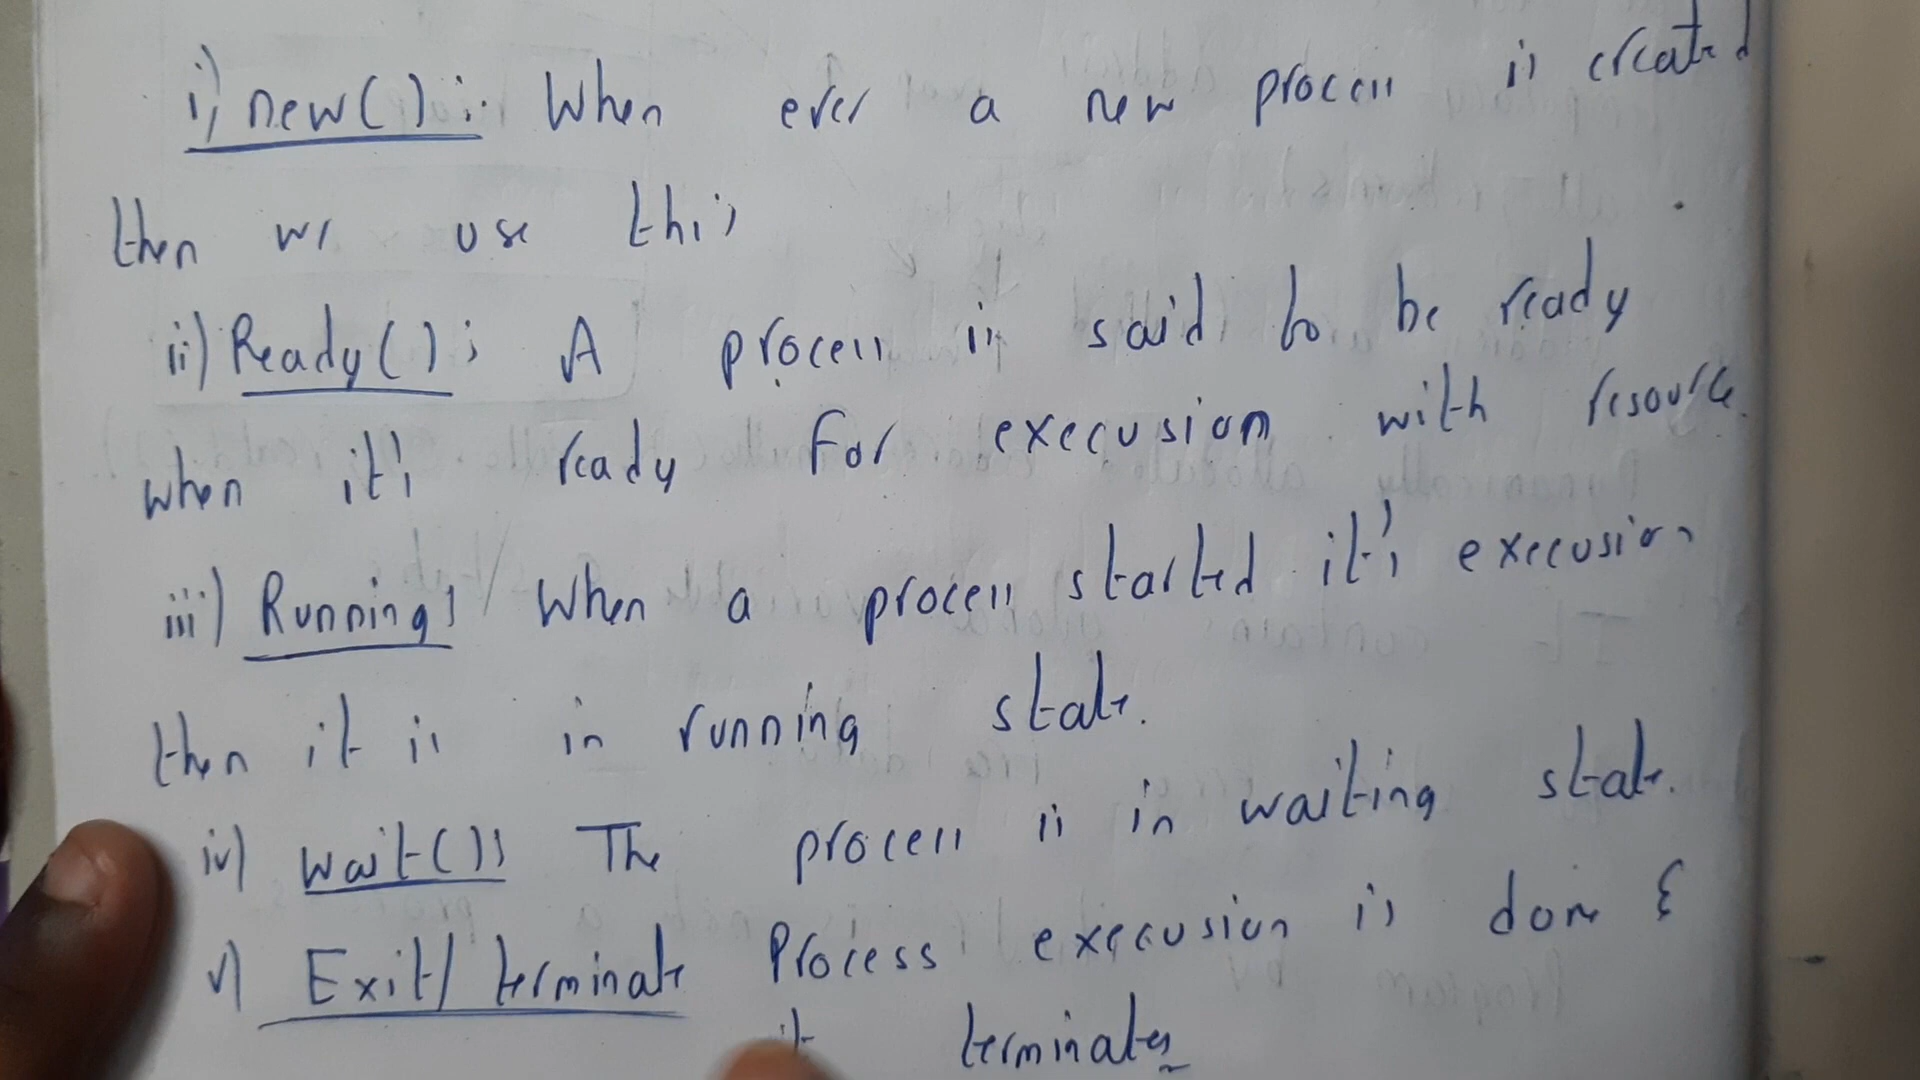 i) new() : When ever a new process is created
then we use this
ii) Ready() : A process is said to be ready
when it's ready for execusion with resource
iii) Running: When a process started it's execusion
then it is in running state.
iv) wait(): The process is in waiting state.
v) Exit/terminate Process execusion is done &
it terminates